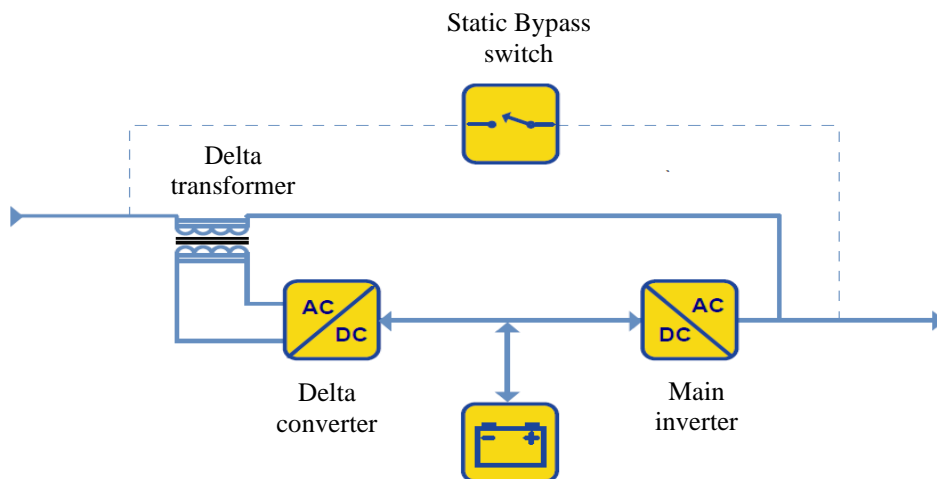 Static Bypass
switch
Delta
transformer
AC
DC
AC
DC
Delta
converter
Main
inverter